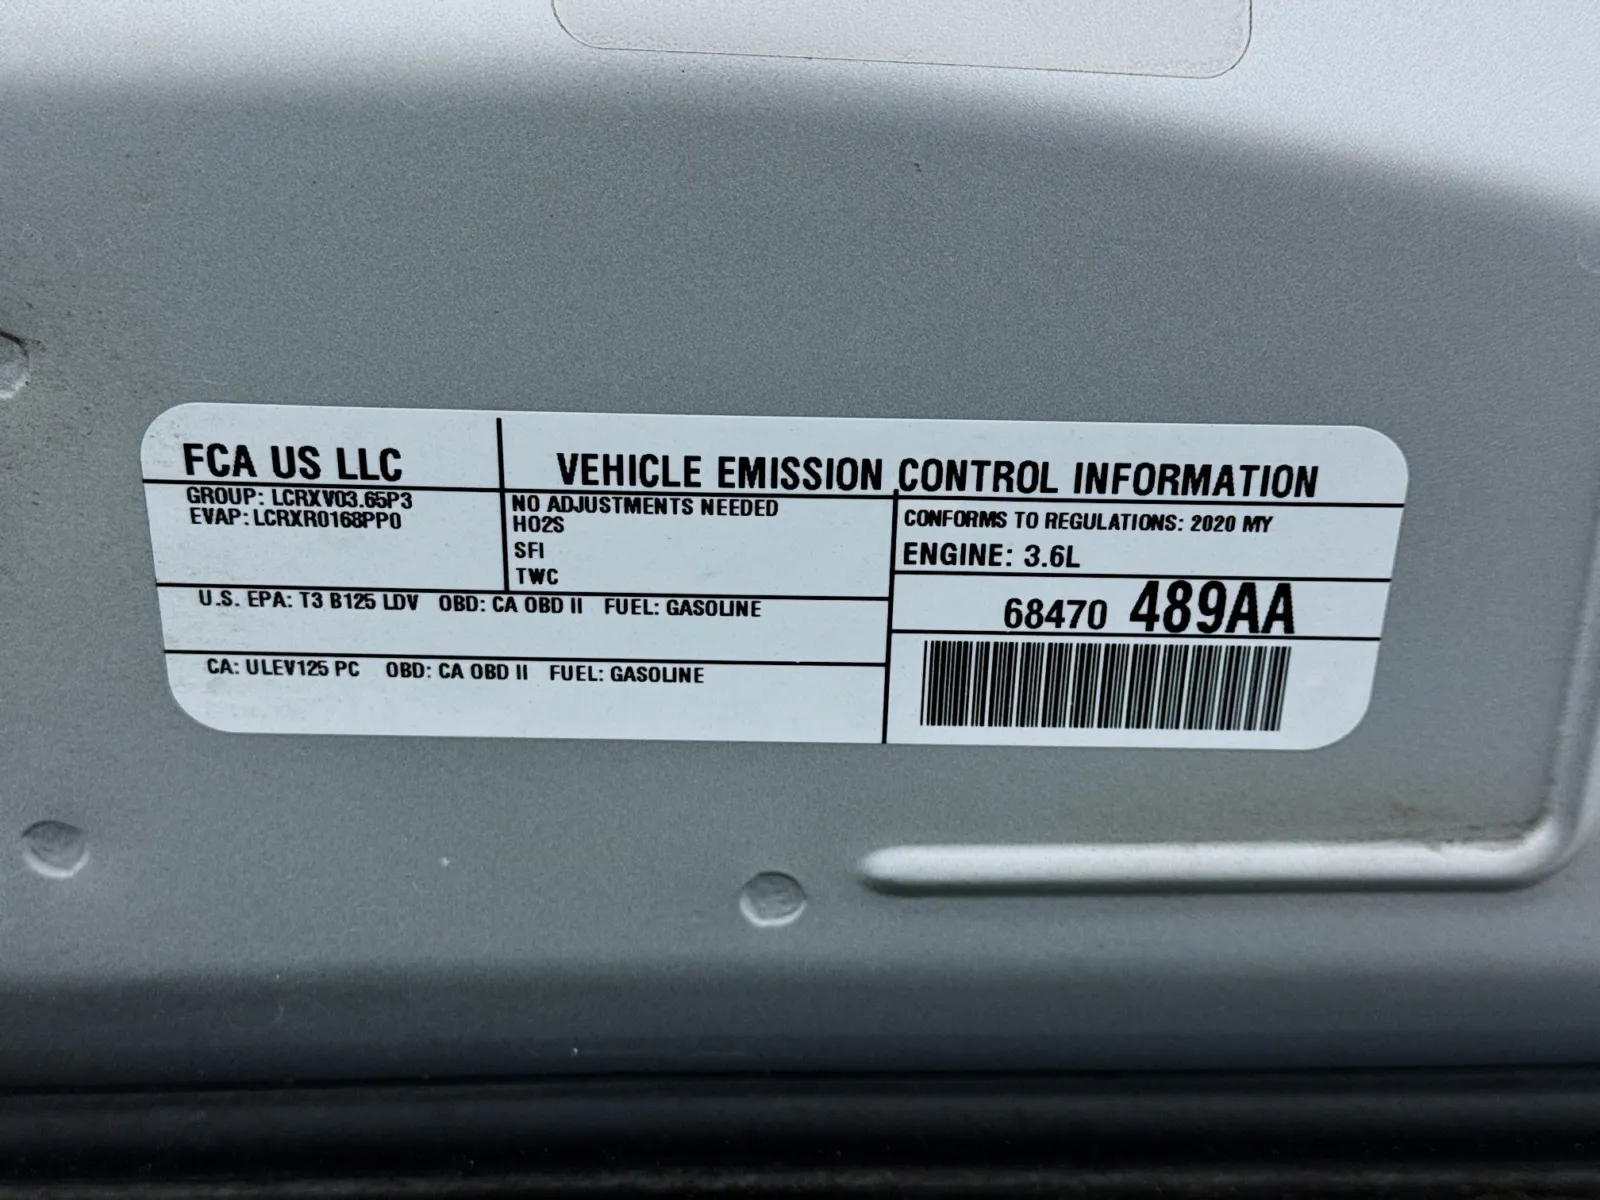 FCA US LLC
VEHICLE EMISSION CONTROL INFORMATION
GROUP: LCRXV03.65P3
EVAP: LCRXR0168PP0
NO ADJUSTMENTS NEEDED
HO2S
SFI
TWC
CONFORMS TO REGULATIONS: 2020 MY
ENGINE: 3.6L
68470 489AA
U.S. EPA: T3 B125 LDV OBD: CA OBD II FUEL: GASOLINE
CA: ULEV125 PC OBD: CA OBD II FUEL: GASOLINE